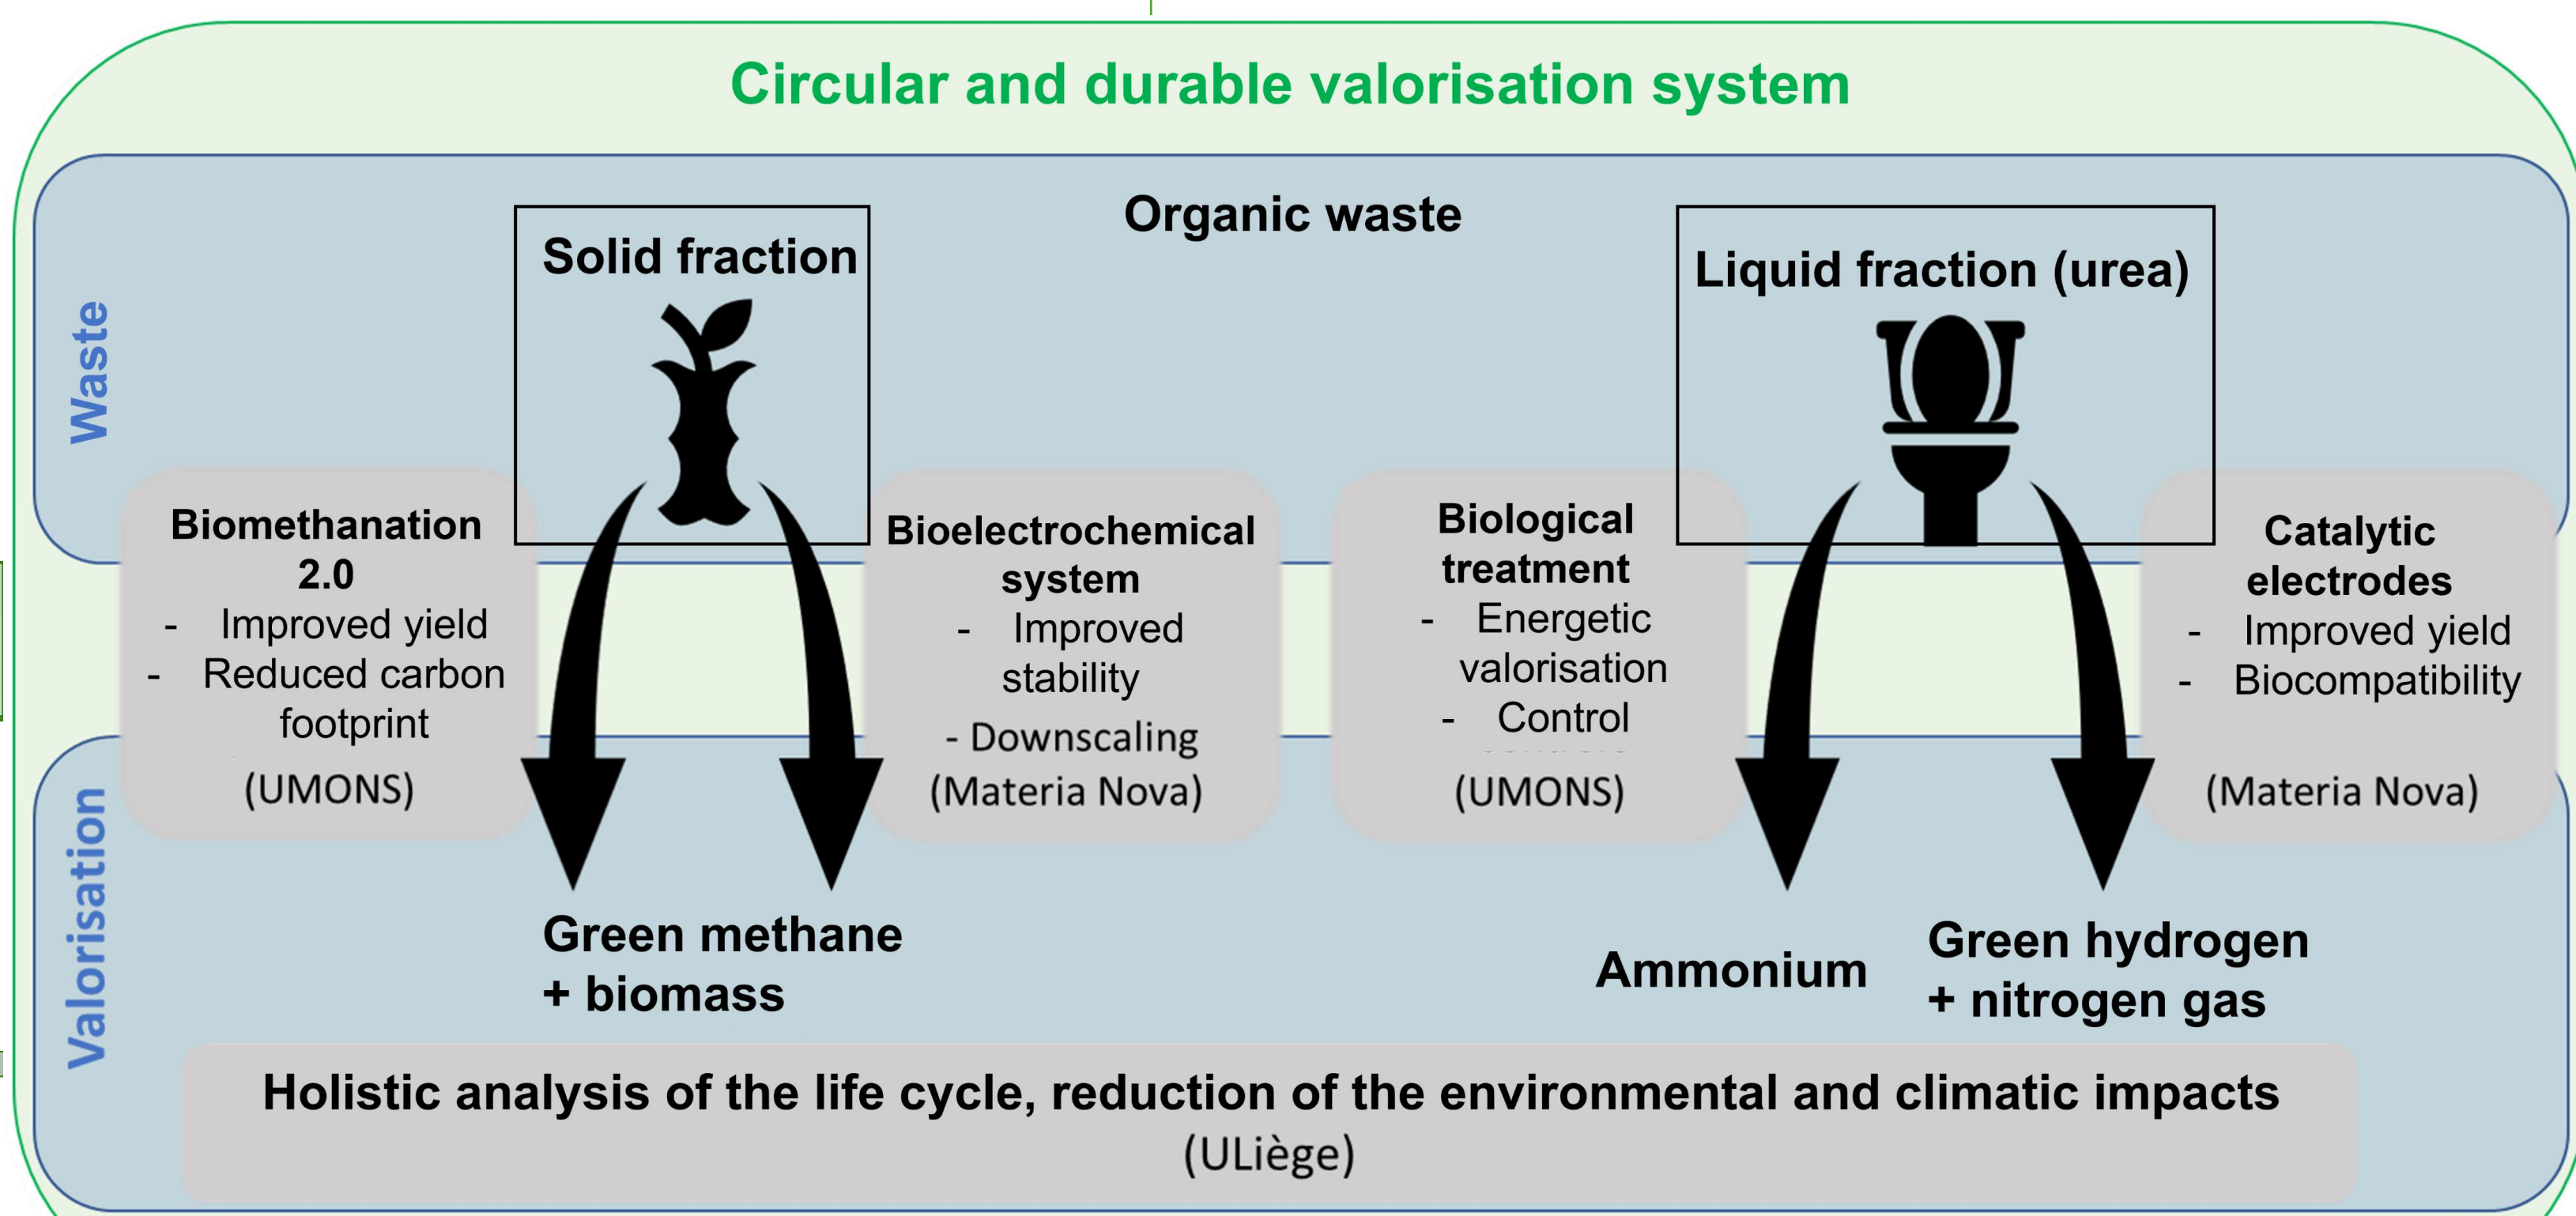 Circular and durable valorisation system
Organic waste
Waste
Solid fraction
Liquid fraction (urea)
Biomethanation
2.0
- Improved yield
- Reduced carbon
footprint
(UMONS)
Bioelectrochemical
system
- Improved
stability
- Downscaling
(Materia Nova)
Biological
treatment
- Energetic
valorisation
- Control
(UMONS)
Catalytic
electrodes
- Improved yield
- Biocompatibility
(Materia Nova)
Valorisation
Green methane
+ biomass
Ammonium
Green hydrogen
+ nitrogen gas
Holistic analysis of the life cycle, reduction of the environmental and climatic impacts
(ULiège)